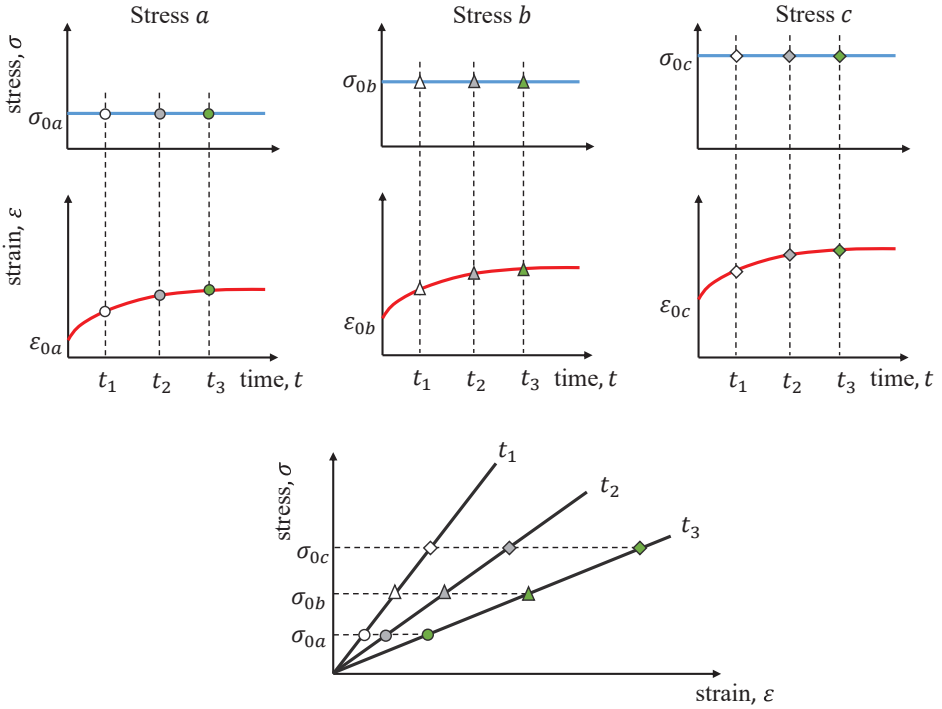 Stress a
Stress b
Stress c
stress, σ
σ₀ₐ
σ₀b
σ₀c
strain, ε
ε₀ₐ
ε₀b
ε₀c
t₁ t₂ t₃ time, t
t₁ t₂ t₃ time, t
t₁ t₂ t₃ time, t
stress, σ
t₁
t₂
t₃
σ₀c
σ₀b
σ₀ₐ
strain, ε